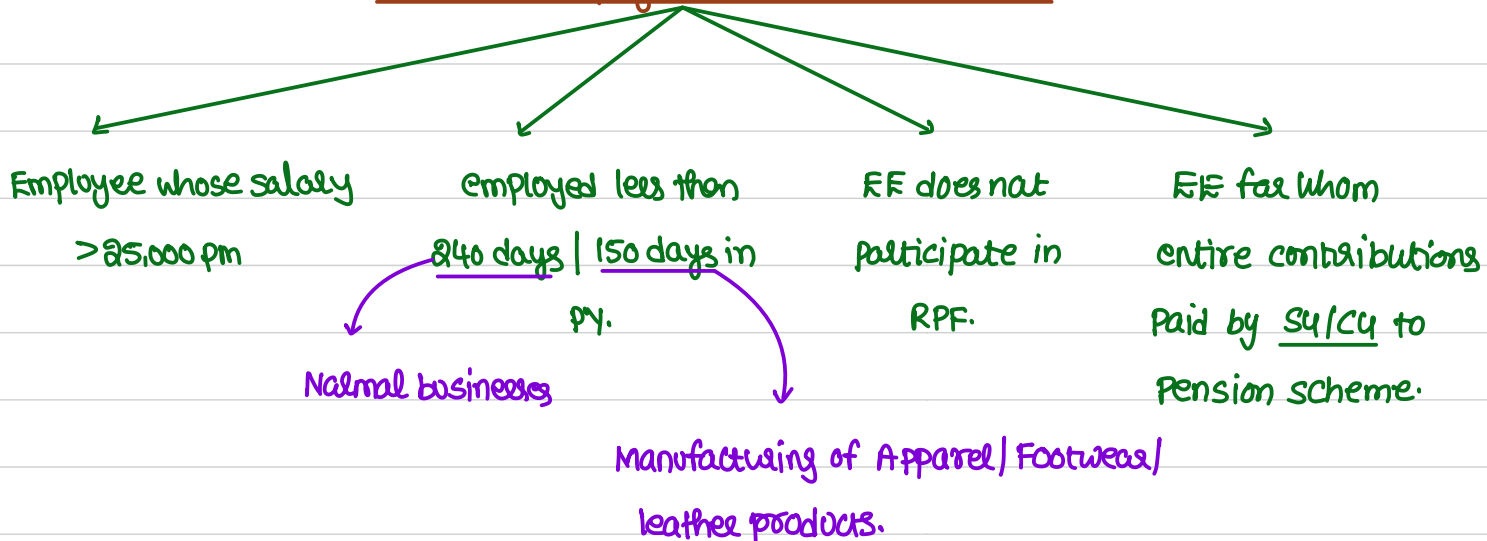 Employee whose salary
>25,000 pm
employed less than
240 days | 150 days in
PY.
EE does not
participate in
RPF.
EE for whom
entire contributions
Paid by SG/CG to
Pension scheme.
Normal businesses
Manufacturing of Apparel/Footwear/
leather products.